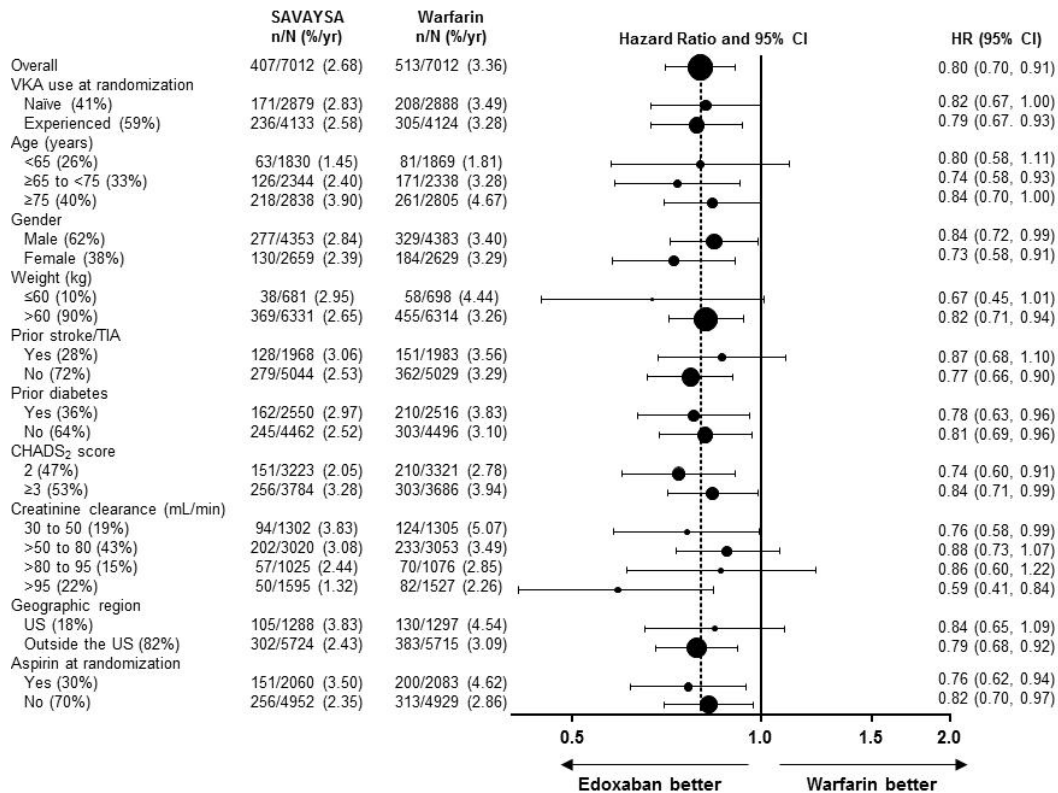 SAVAYSA Warfarin
n/N (%/yr) n/N (%/yr) Hazard Ratio and 95% CI HR (95% CI)
Overall 407/7012 (2.68) 513/7012 (3.36) 0.80 (0.70, 0.91)
VKA use at randomization
Naïve (41%) 171/2879 (2.83) 208/2888 (3.49) 0.82 (0.67, 1.00)
Experienced (59%) 236/4133 (2.58) 305/4124 (3.28) 0.79 (0.67. 0.93)
Age (years)
<65 (26%) 63/1830 (1.45) 81/1869 (1.81) 0.80 (0.58, 1.11)
≥65 to <75 (33%) 126/2344 (2.40) 171/2338 (3.28) 0.74 (0.58, 0.93)
≥75 (40%) 218/2838 (3.90) 261/2805 (4.67) 0.84 (0.70, 1.00)
Gender
Male (62%) 277/4353 (2.84) 329/4383 (3.40) 0.84 (0.72, 0.99)
Female (38%) 130/2659 (2.39) 184/2629 (3.29) 0.73 (0.58, 0.91)
Weight (kg)
≤60 (10%) 38/681 (2.95) 58/698 (4.44) 0.67 (0.45, 1.01)
>60 (90%) 369/6331 (2.65) 455/6314 (3.26) 0.82 (0.71, 0.94)
Prior stroke/TIA
Yes (28%) 128/1968 (3.06) 151/1983 (3.56) 0.87 (0.68, 1.10)
No (72%) 279/5044 (2.53) 362/5029 (3.29) 0.77 (0.66, 0.90)
Prior diabetes
Yes (36%) 162/2550 (2.97) 210/2516 (3.83) 0.78 (0.63, 0.96)
No (64%) 245/4462 (2.52) 303/4496 (3.10) 0.81 (0.69, 0.96)
CHADS₂ score
2 (47%) 151/3223 (2.05) 210/3321 (2.78) 0.74 (0.60, 0.91)
≥3 (53%) 256/3784 (3.28) 303/3686 (3.94) 0.84 (0.71, 0.99)
Creatinine clearance (mL/min)
30 to 50 (19%) 94/1302 (3.83) 124/1305 (5.07) 0.76 (0.58, 0.99)
>50 to 80 (43%) 202/3020 (3.08) 233/3053 (3.49) 0.88 (0.73, 1.07)
>80 to 95 (15%) 57/1025 (2.44) 70/1076 (2.85) 0.86 (0.60, 1.22)
>95 (22%) 50/1595 (1.32) 82/1527 (2.26) 0.59 (0.41, 0.84)
Geographic region
US (18%) 105/1288 (3.83) 130/1297 (4.54) 0.84 (0.65, 1.09)
Outside the US (82%) 302/5724 (2.43) 383/5715 (3.09) 0.79 (0.68, 0.92)
Aspirin at randomization
Yes (30%) 151/2060 (3.50) 200/2083 (4.62) 0.76 (0.62, 0.94)
No (70%) 256/4952 (2.35) 313/4929 (2.86) 0.82 (0.70, 0.97)
0.5 1.0 2.0
Edoxaban better Warfarin better